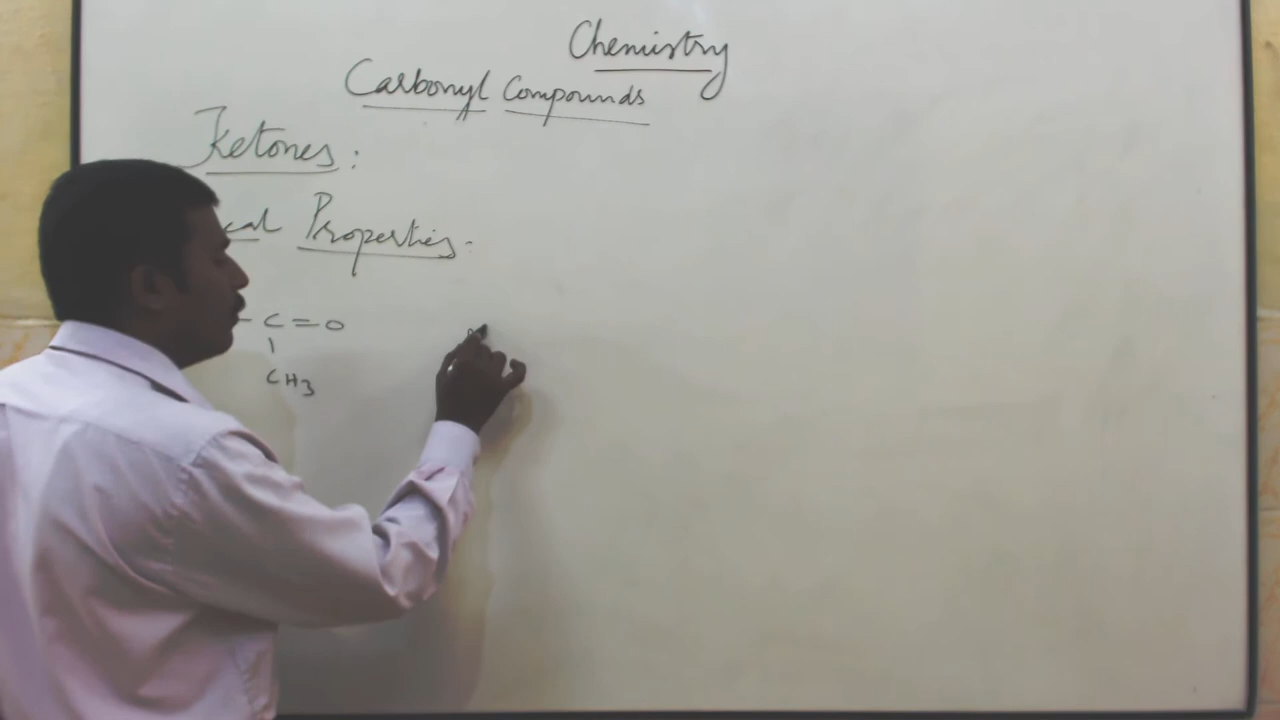 Chemistry
Carbonyl Compounds
Ketones:
Properties.
C=O
CH3